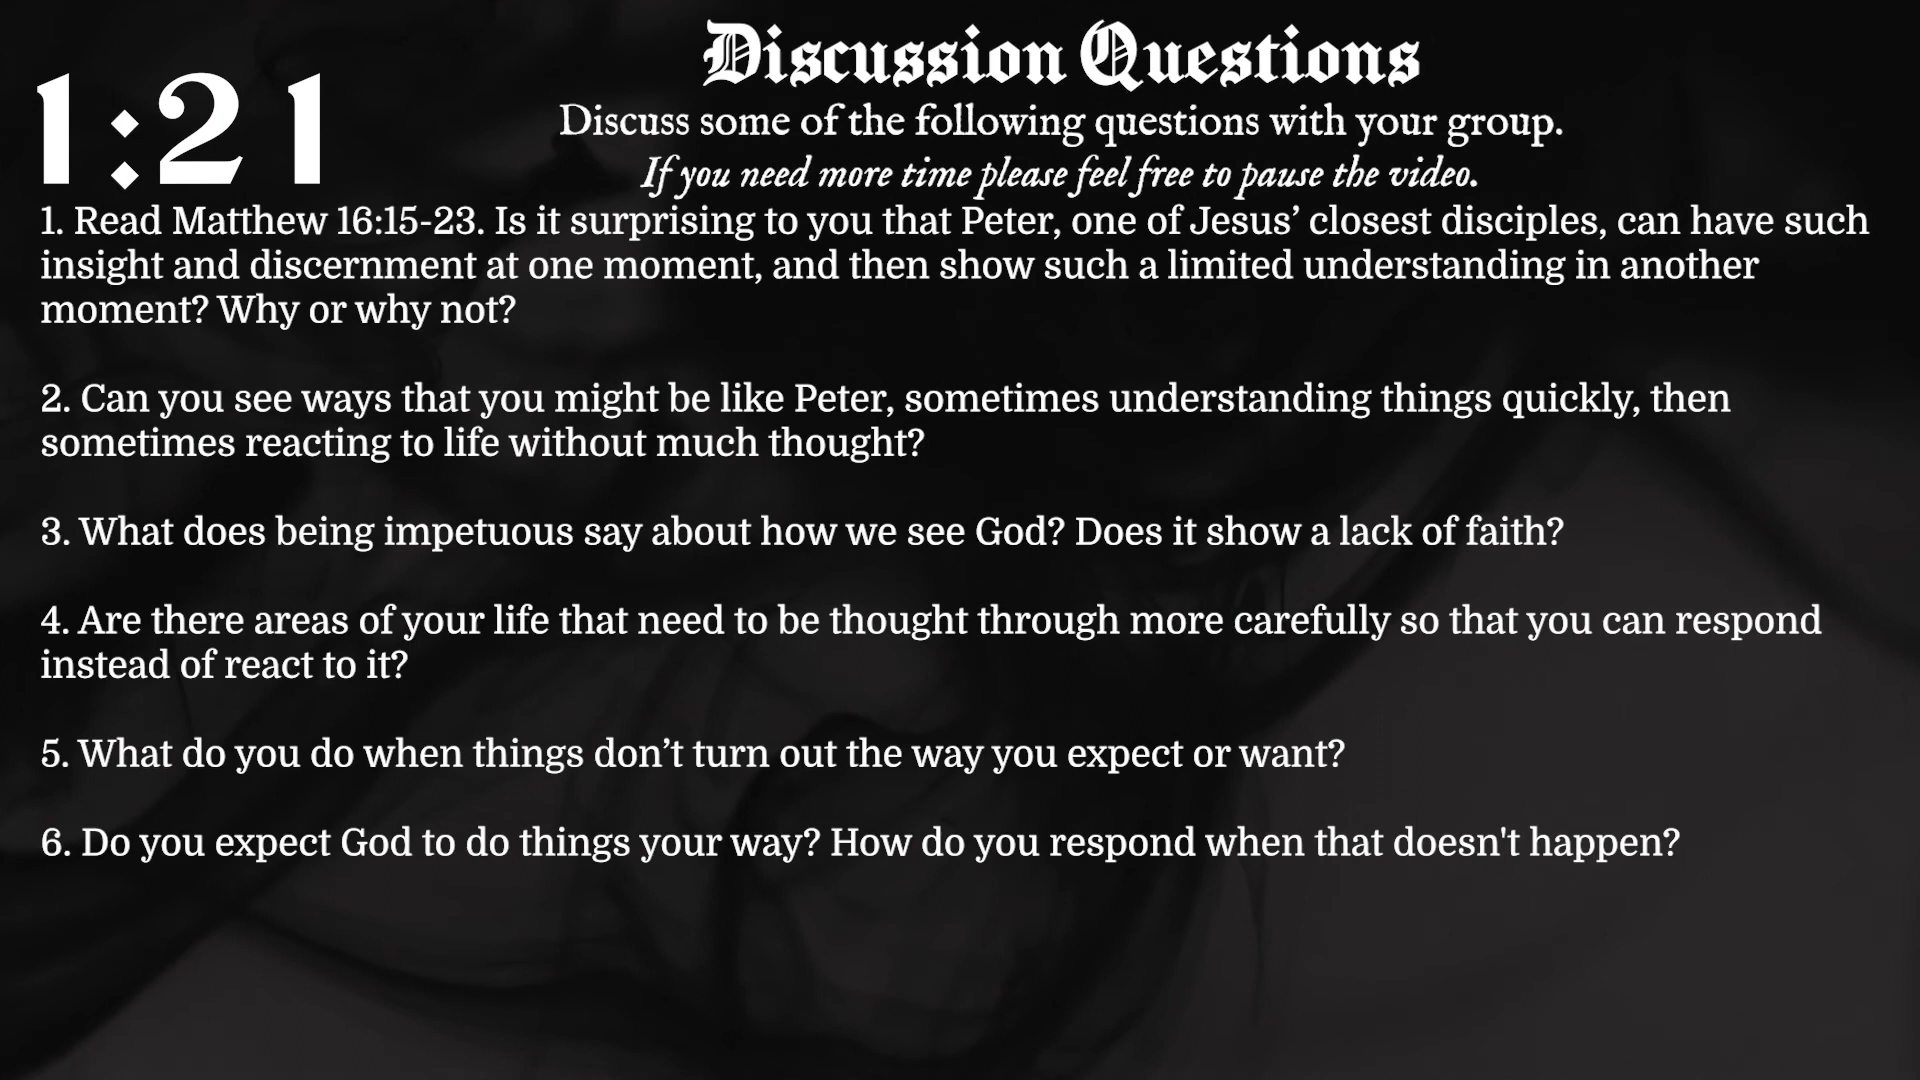 Discussion Questions
1:21
Discuss some of the following questions with your group.
If you need more time please feel free to pause the video.
1. Read Matthew 16:15-23. Is it surprising to you that Peter, one of Jesus’ closest disciples, can have such
insight and discernment at one moment, and then show such a limited understanding in another
moment? Why or why not?
2. Can you see ways that you might be like Peter, sometimes understanding things quickly, then
sometimes reacting to life without much thought?
3. What does being impetuous say about how we see God? Does it show a lack of faith?
4. Are there areas of your life that need to be thought through more carefully so that you can respond
instead of react to it?
5. What do you do when things don’t turn out the way you expect or want?
6. Do you expect God to do things your way? How do you respond when that doesn't happen?